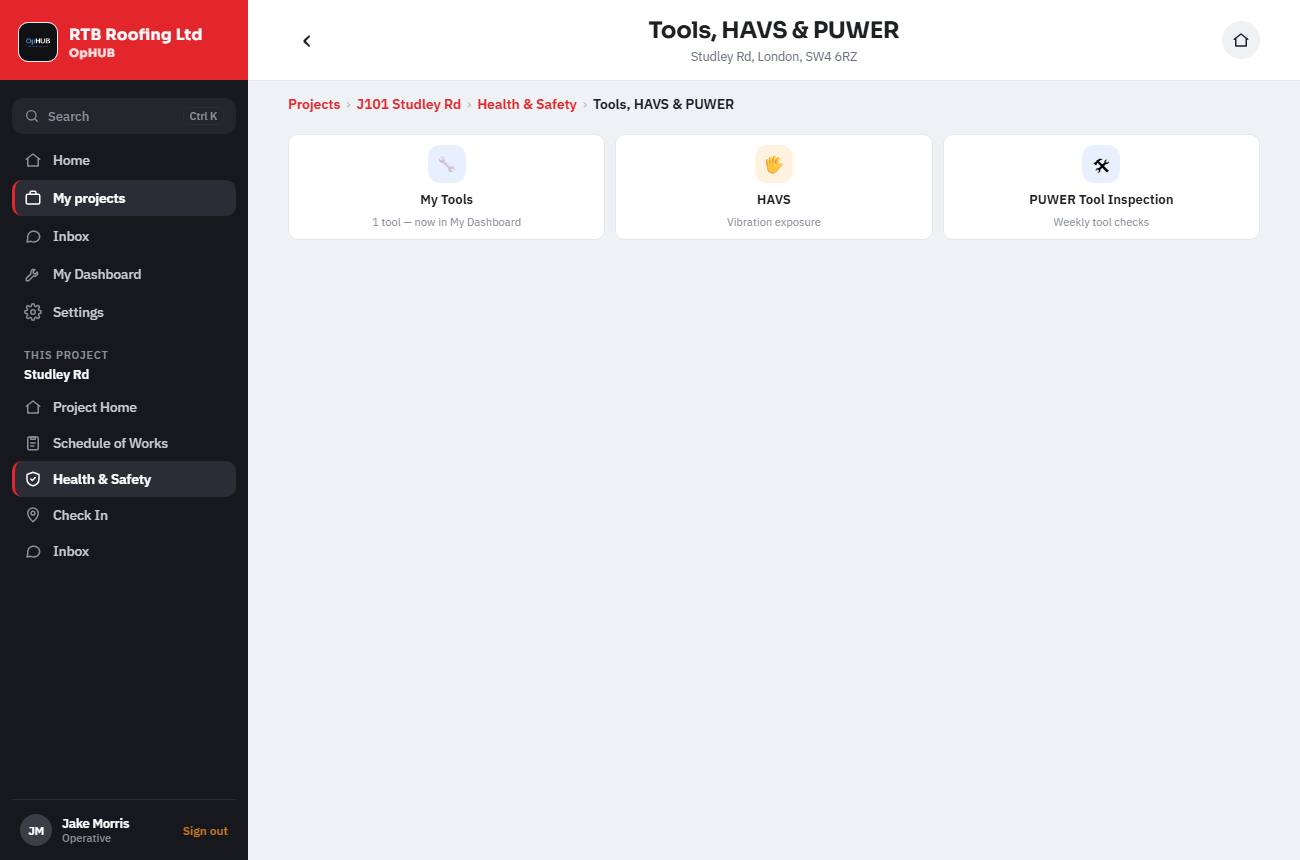 OpHUB
RTB Roofing Ltd
OpHUB
Search
Ctrl K
Home
My projects
Inbox
My Dashboard
Settings
THIS PROJECT
Studley Rd
Project Home
Schedule of Works
Health & Safety
Check In
Inbox
JM
Jake Morris
Operative
Sign out
Tools, HAVS & PUWER
Studley Rd, London, SW4 6RZ
Projects › J101 Studley Rd › Health & Safety › Tools, HAVS & PUWER
My Tools
1 tool — now in My Dashboard
HAVS
Vibration exposure
PUWER Tool Inspection
Weekly tool checks